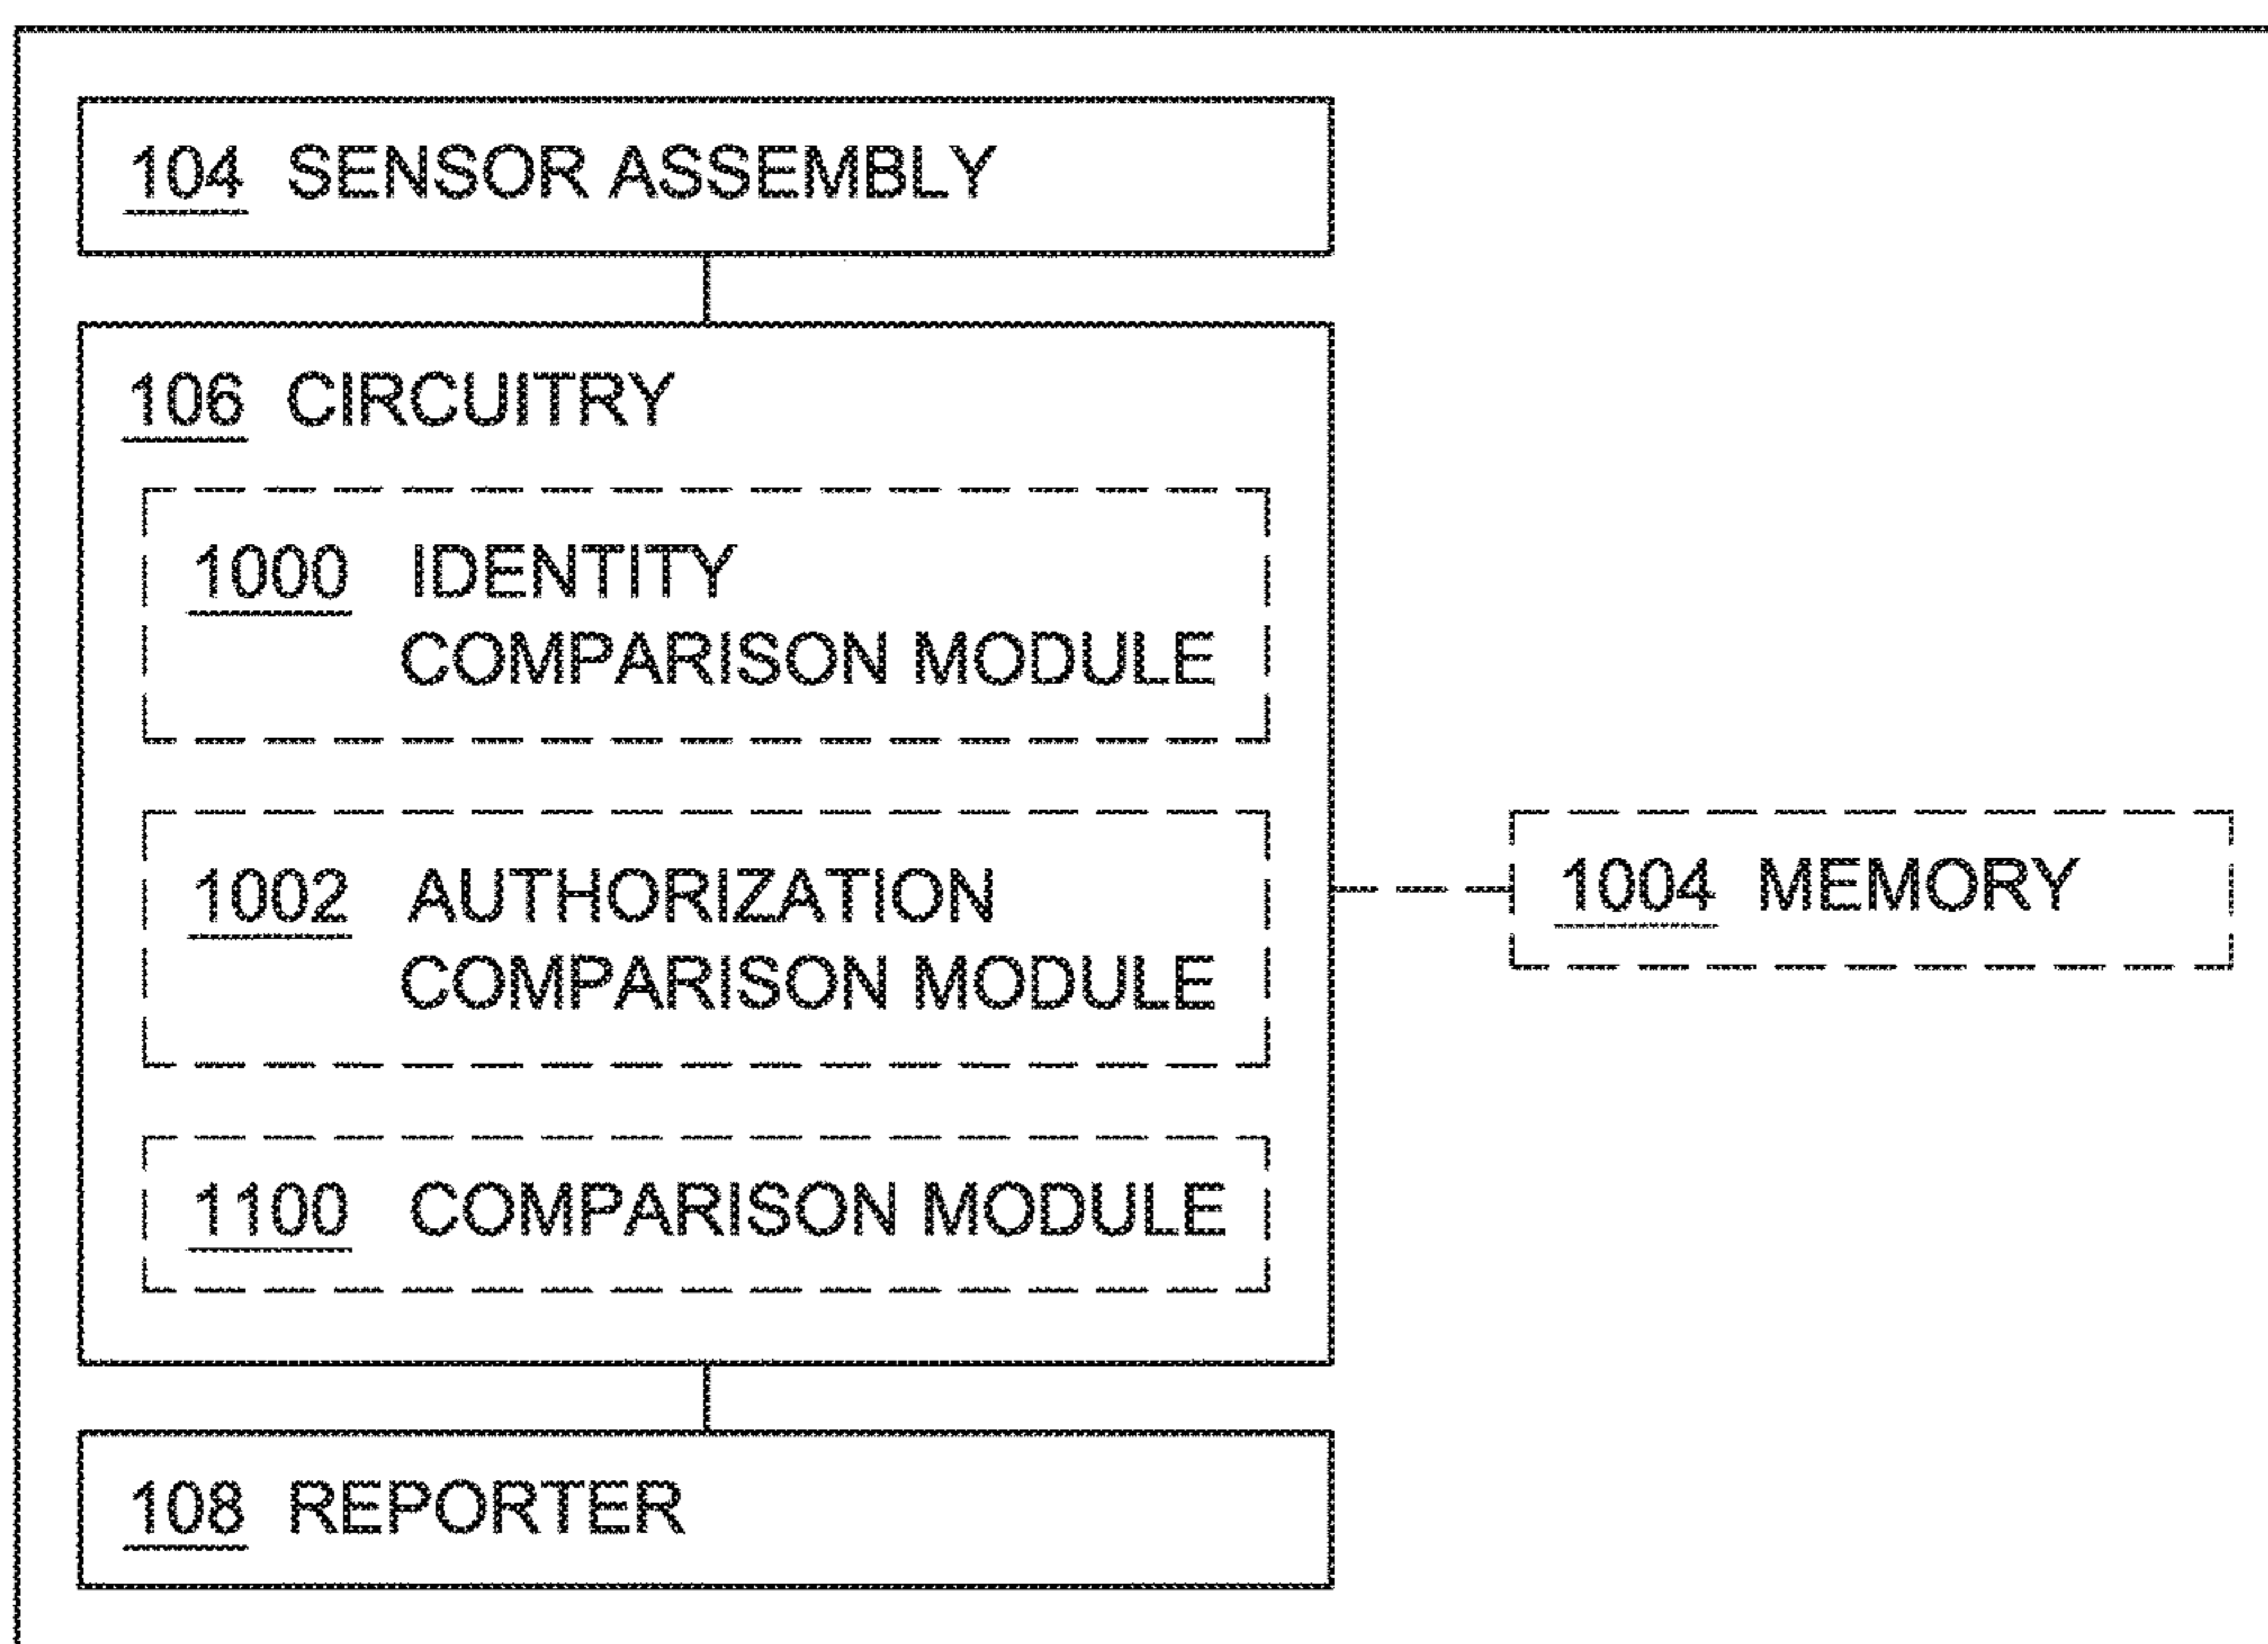 104 SENSOR ASSEMBLY
106 CIRCUITRY
1000 IDENTITY
COMPARISON MODULE
1002 AUTHORIZATION
COMPARISON MODULE
1004 MEMORY
1100 COMPARISON MODULE
108 REPORTER